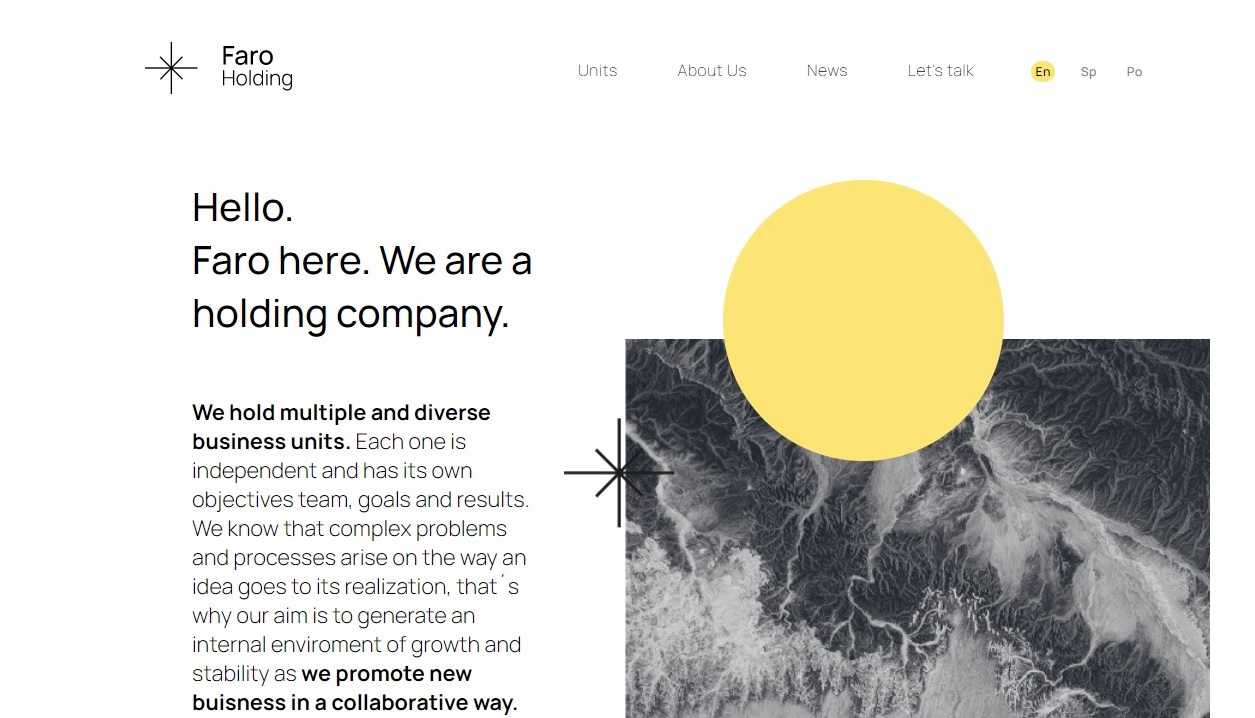 Faro
Holding
Units About Us News Let's talk En Sp Po
Hello.
Faro here. We are a
holding company.
We hold multiple and diverse
business units. Each one is
independent and has its own
objectives team, goals and results.
We know that complex problems
and processes arise on the way an
idea goes to its realization, that´s
why our aim is to generate an
internal enviroment of growth and
stability as we promote new
buisness in a collaborative way.